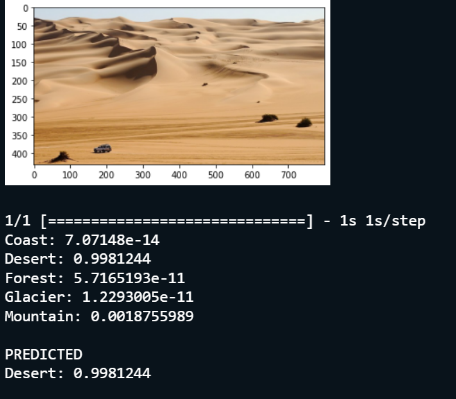 0
50
100
150
200
250
300
350
400
0 100 200 300 400 500 600 700
1/1 [==============================] - 1s 1s/step
Coast: 7.07148e-14
Desert: 0.9981244
Forest: 5.7165193e-11
Glacier: 1.2293005e-11
Mountain: 0.0018755989
PREDICTED
Desert: 0.9981244